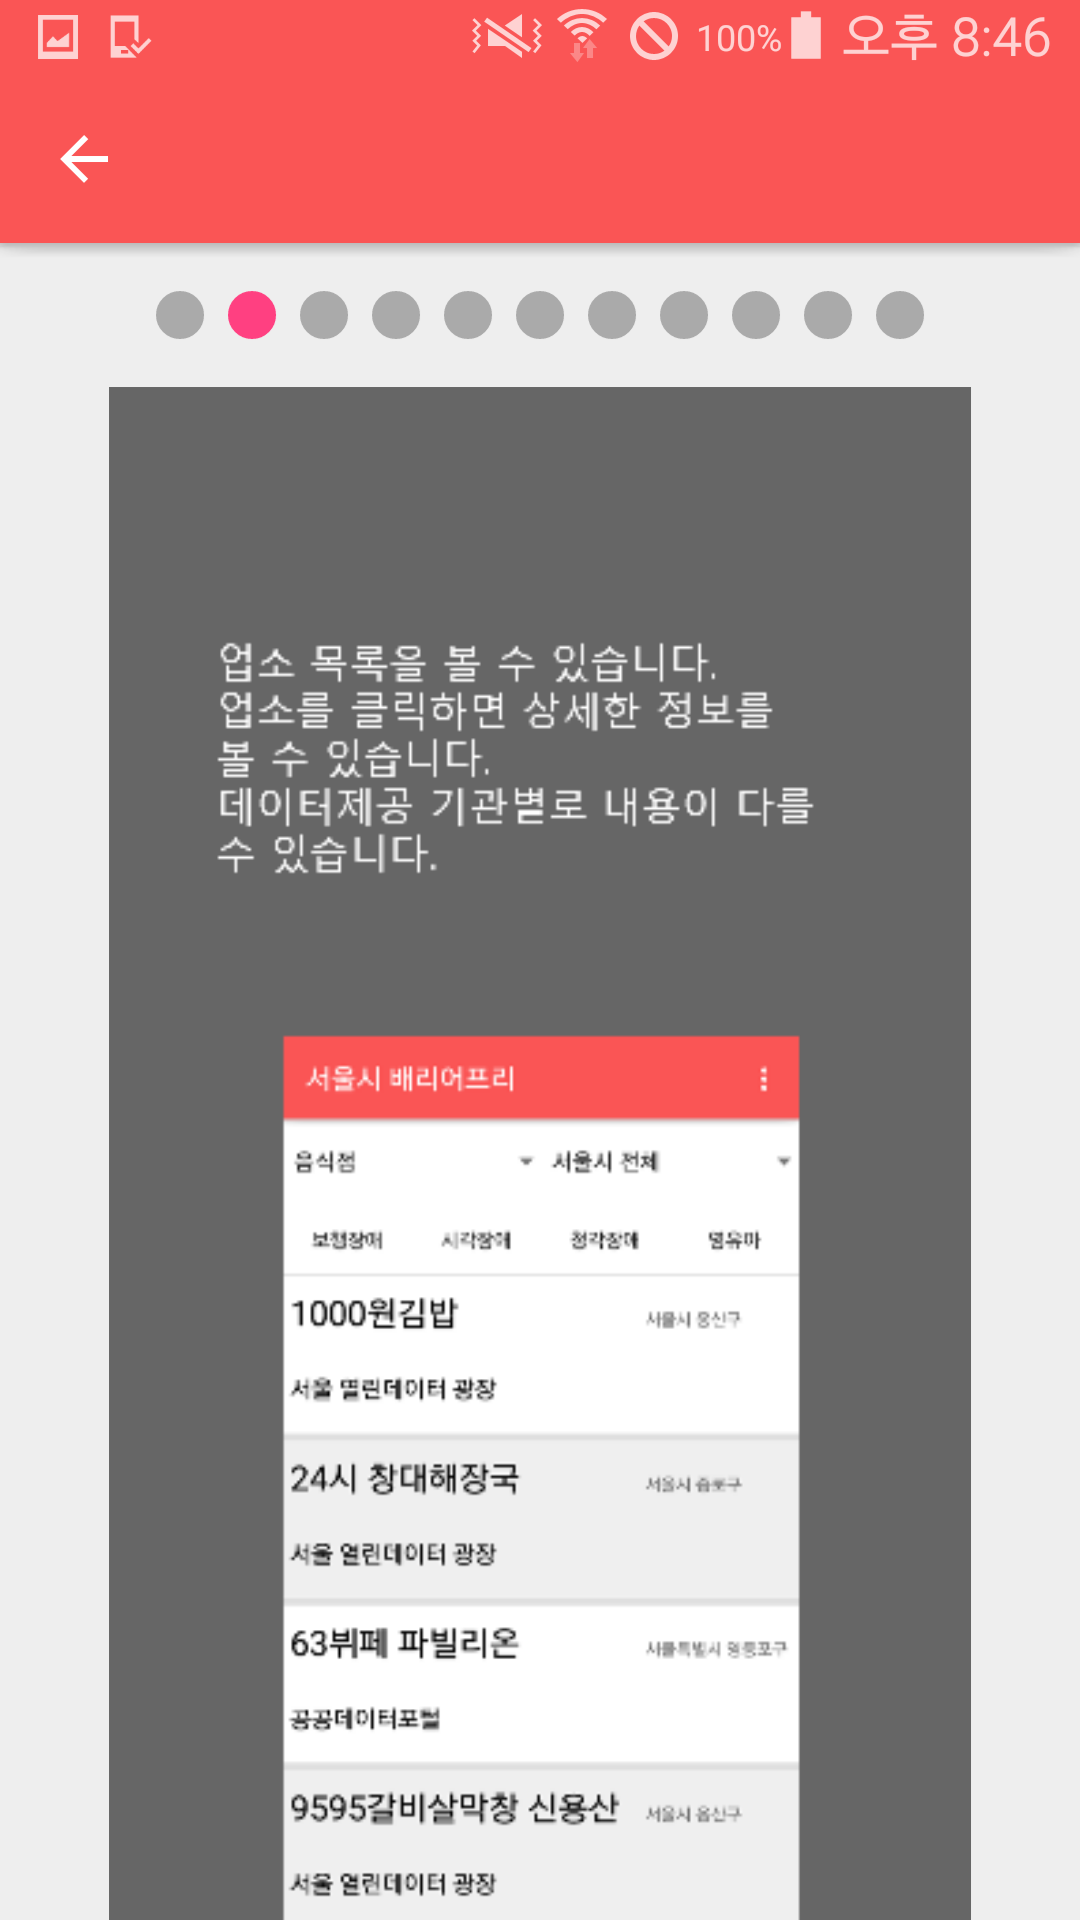 100% 오후 8:46
업소 목록을 볼 수 있습니다.
업소를 클릭하면 상세한 정보를
볼 수 있습니다.
데이터제공 기관별로 내용이 다를
수 있습니다.
서울시 배리어프리
음식점 서울시 전체
보행장애 시각장애 청각장애 영유아
1000원김밥 서울시 용산구
서울 열린데이터 광장
24시 창대해장국 서울시 종로구
서울 열린데이터 광장
63뷔페 파빌리온 서울특별시 영등포구
공공데이터포털
9595갈비살막창 신용산 서울시 용산구
서울 열린데이터 광장